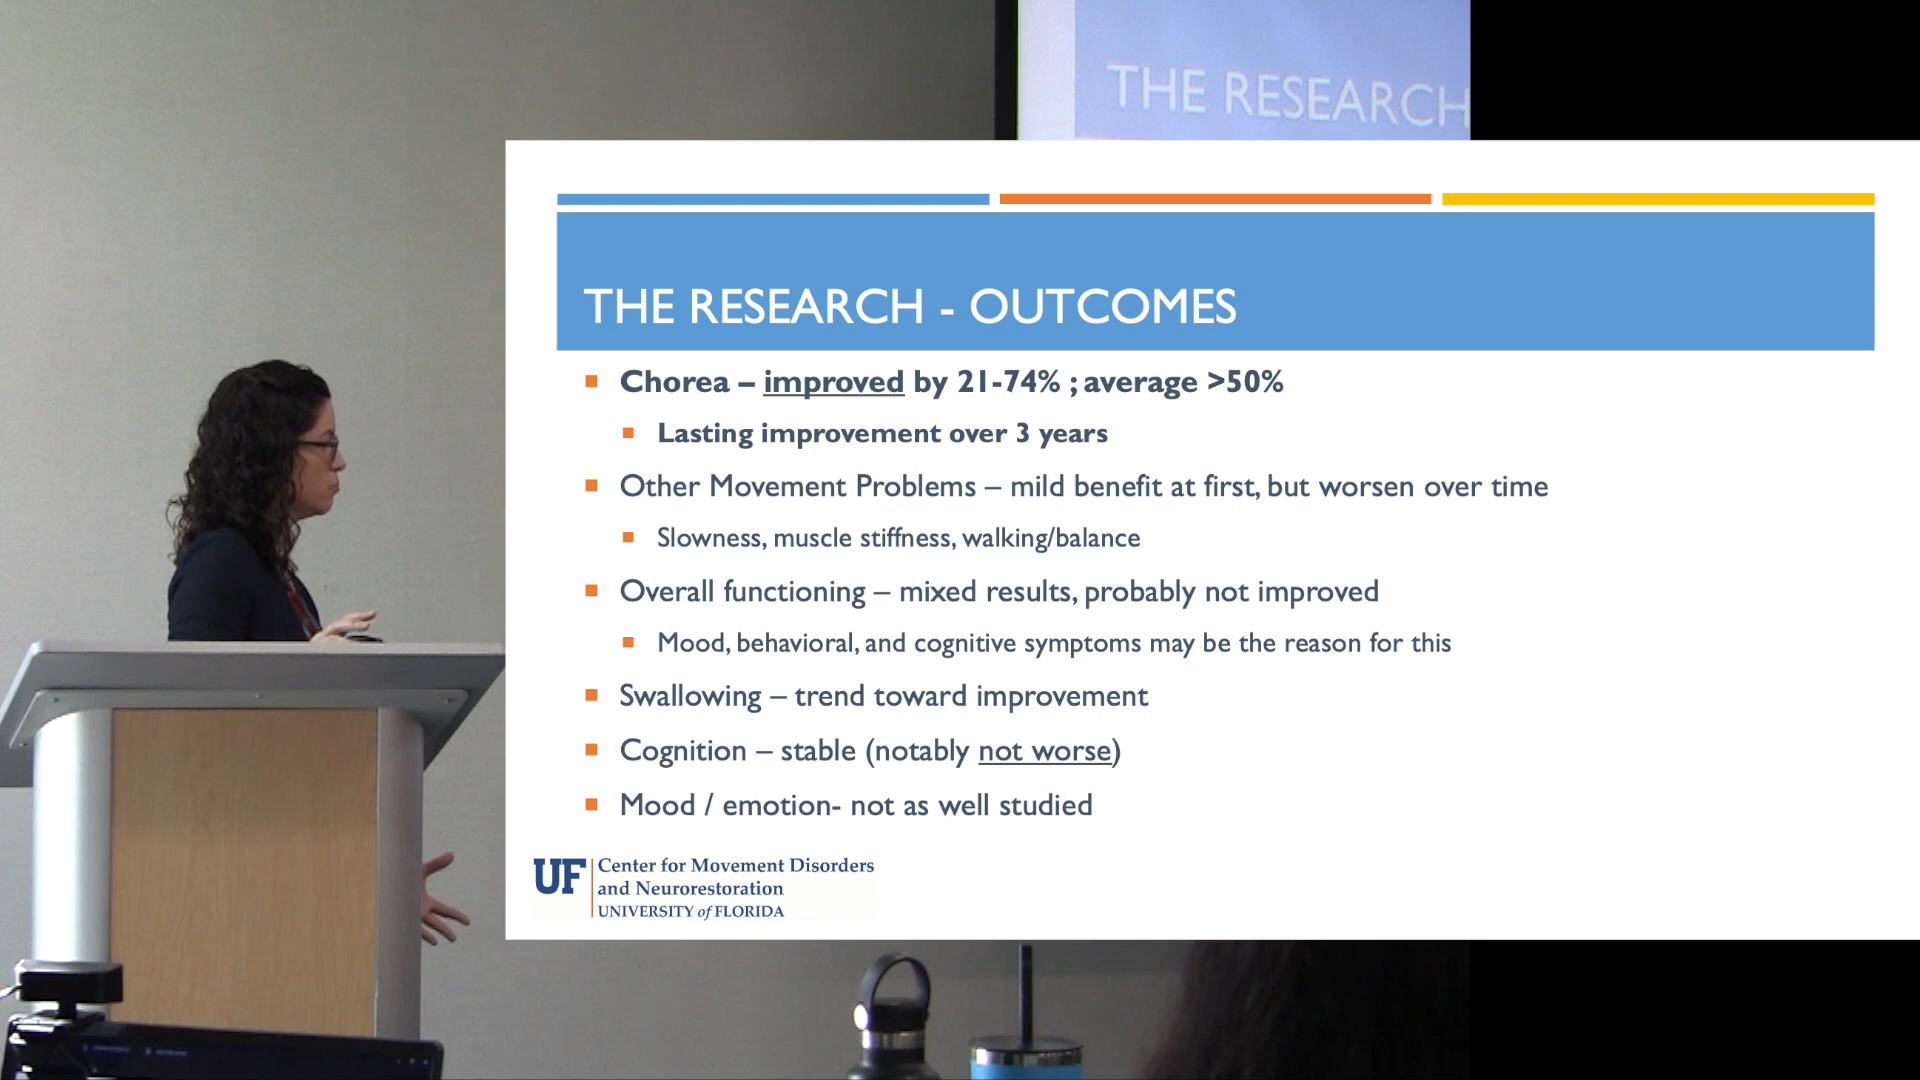 THE RESEARCH
THE RESEARCH - OUTCOMES
Chorea – improved by 21-74% ; average >50%
Lasting improvement over 3 years
Other Movement Problems – mild benefit at first, but worsen over time
Slowness, muscle stiffness, walking/balance
Overall functioning – mixed results, probably not improved
Mood, behavioral, and cognitive symptoms may be the reason for this
Swallowing – trend toward improvement
Cognition – stable (notably not worse)
Mood / emotion- not as well studied
UF
Center for Movement Disorders
and Neurorestoration
UNIVERSITY of FLORIDA